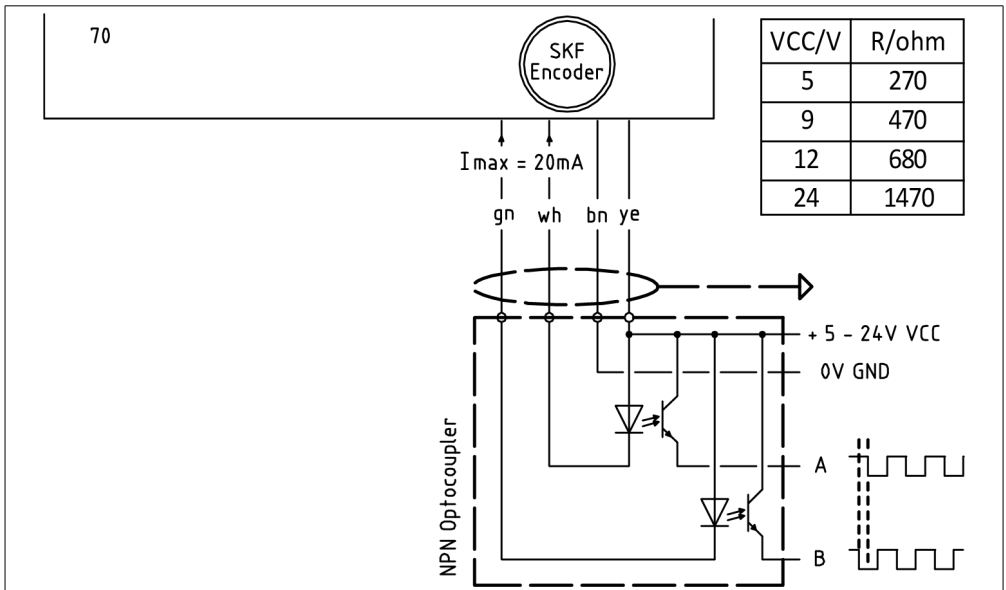 70
SKF
Encoder
VCC/V R/ohm
5 270
9 470
12 680
24 1470
Imax = 20mA
gn wh bn ye
+ 5 - 24V VCC
0V GND
NPN Optocoupler
A
B